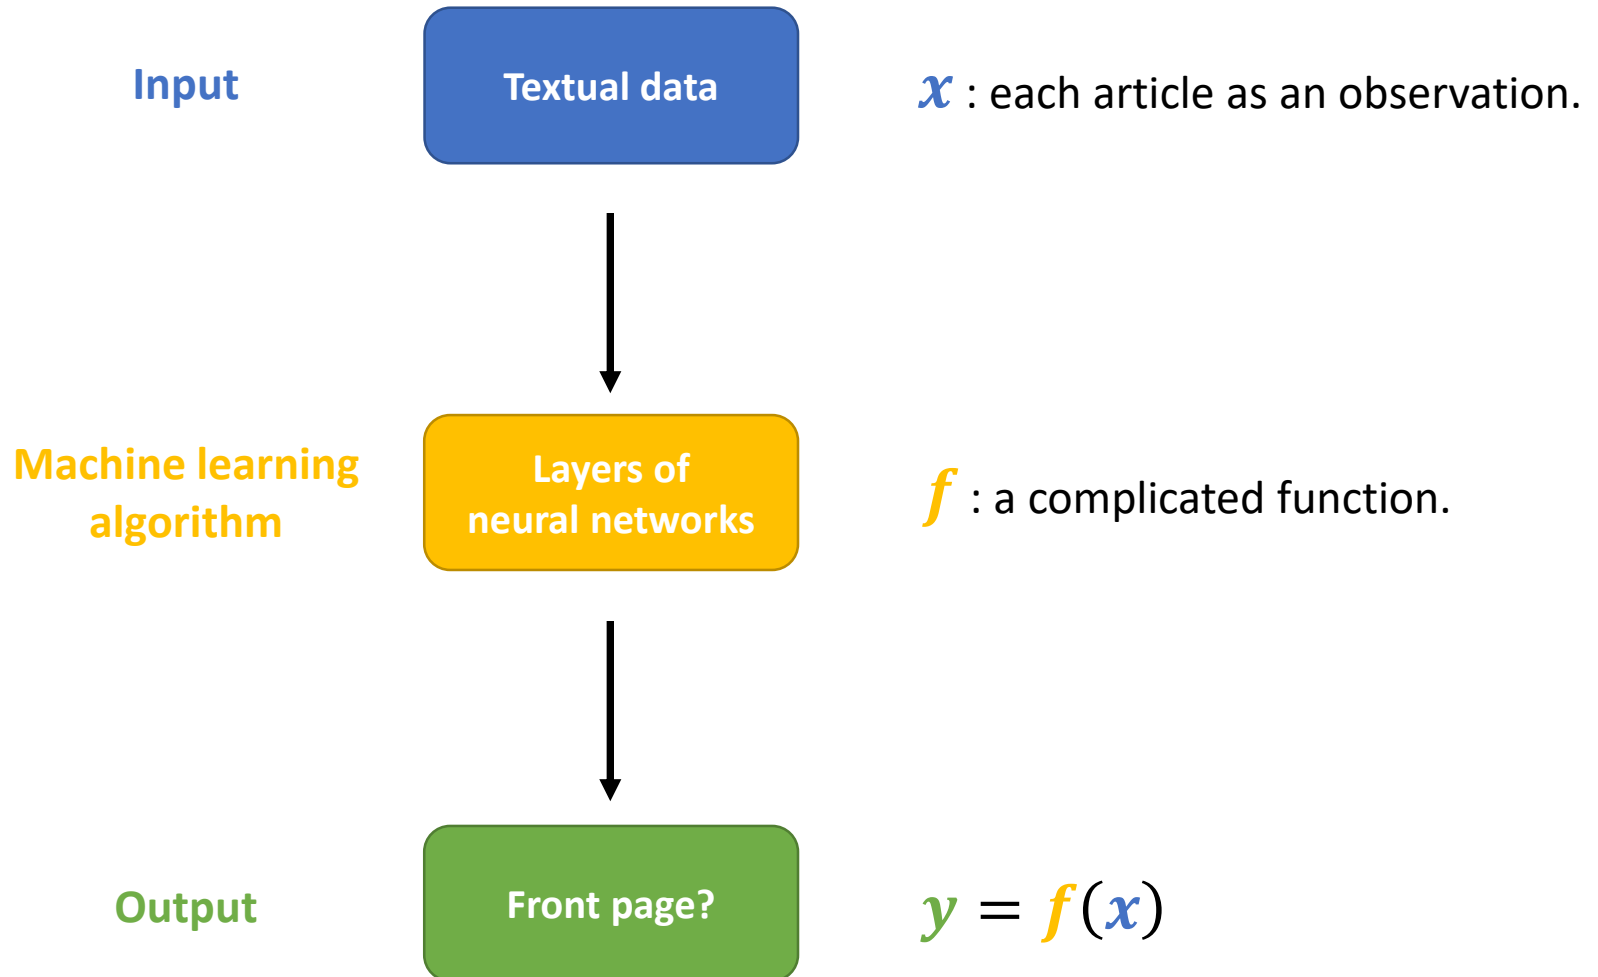 Input
Textual data
x : each article as an observation.
Machine learning
algorithm
Layers of
neural networks
f : a complicated function.
Output
Front page?
y = f(x)